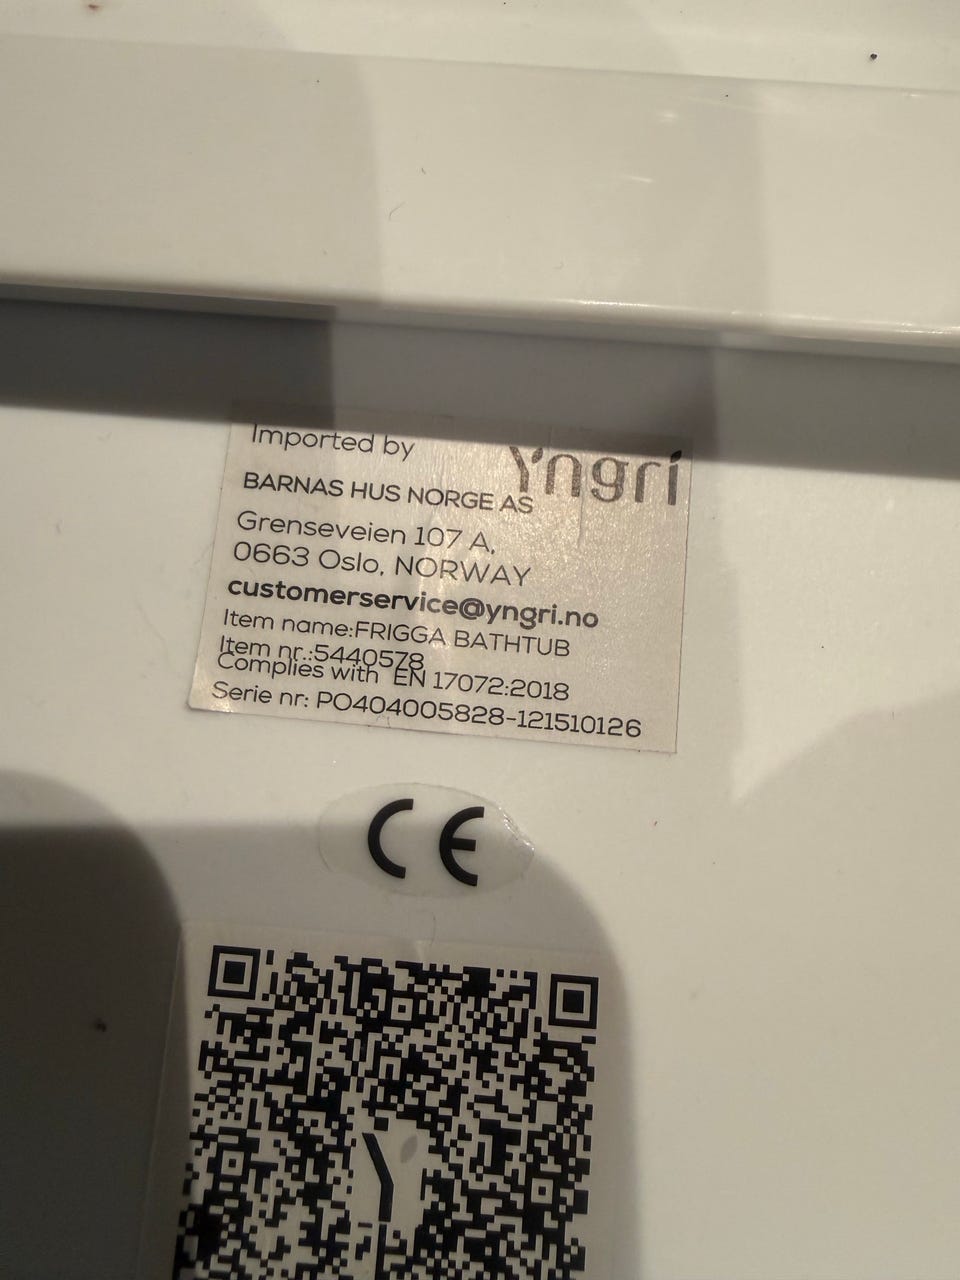 Imported by
Yngri
BARNAS HUS NORGE AS
Grenseveien 107 A,
0663 Oslo, NORWAY
customerservice@yngri.no
Item name:FRIGGA BATHTUB
Item nr.:5440578
Complies with EN 17072:2018
Serie nr: PO404005828-121510126
CE
Y